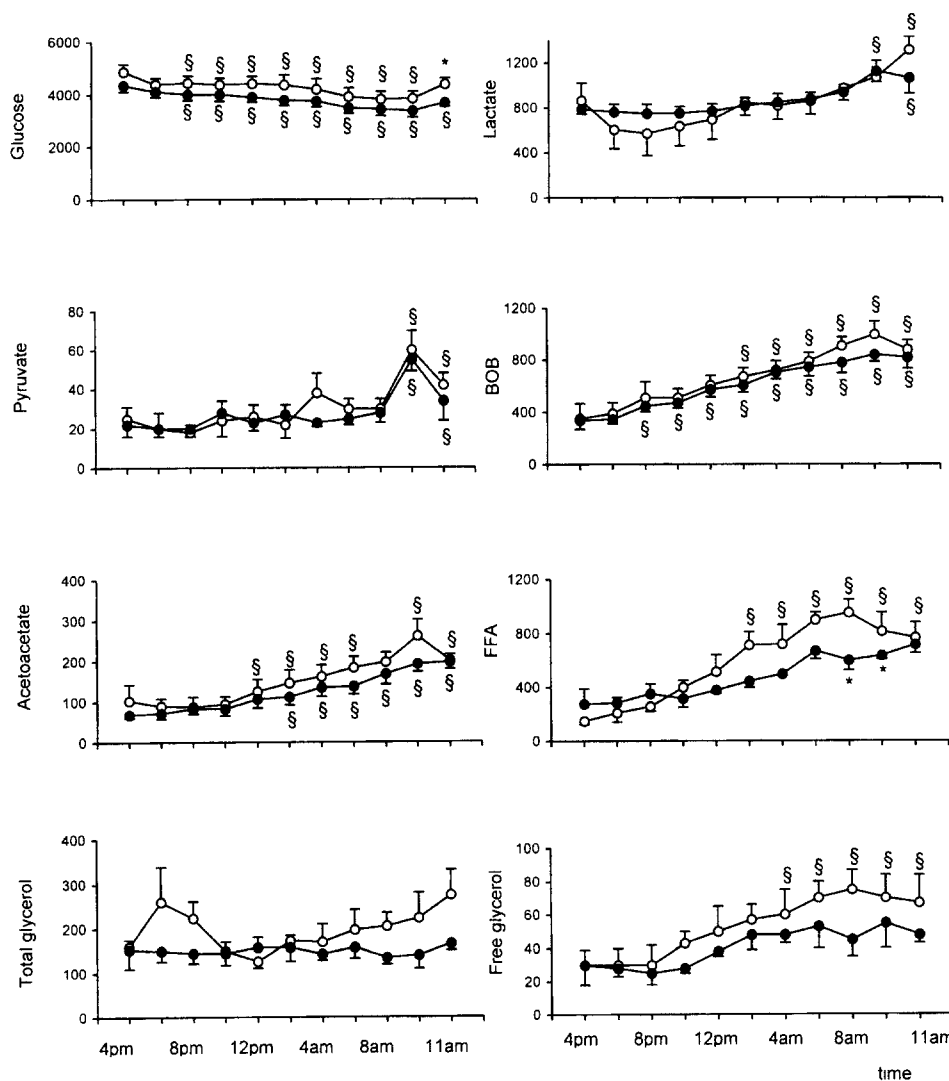 6000
4000
2000
0
Glucose
§ § § § § § § § *
§ § § § § § § § §
1200
800
400
0
Lactate
§ §
§
80
60
40
20
0
Pyruvate
§ §
§ §
1200
800
400
0
BOB
§ § § § § §
§ § § § § § § § §
400
300
200
100
0
Acetoacetate
§ § § § § §
§ § § § § §
1200
800
400
0
FFA
§ § § § § §
* *
400
300
200
100
0
Total glycerol
4pm 8pm 12pm 4am 8am 11am
100
80
60
40
20
0
Free glycerol
§ § § § §
4pm 8pm 12pm 4am 8am 11am
time